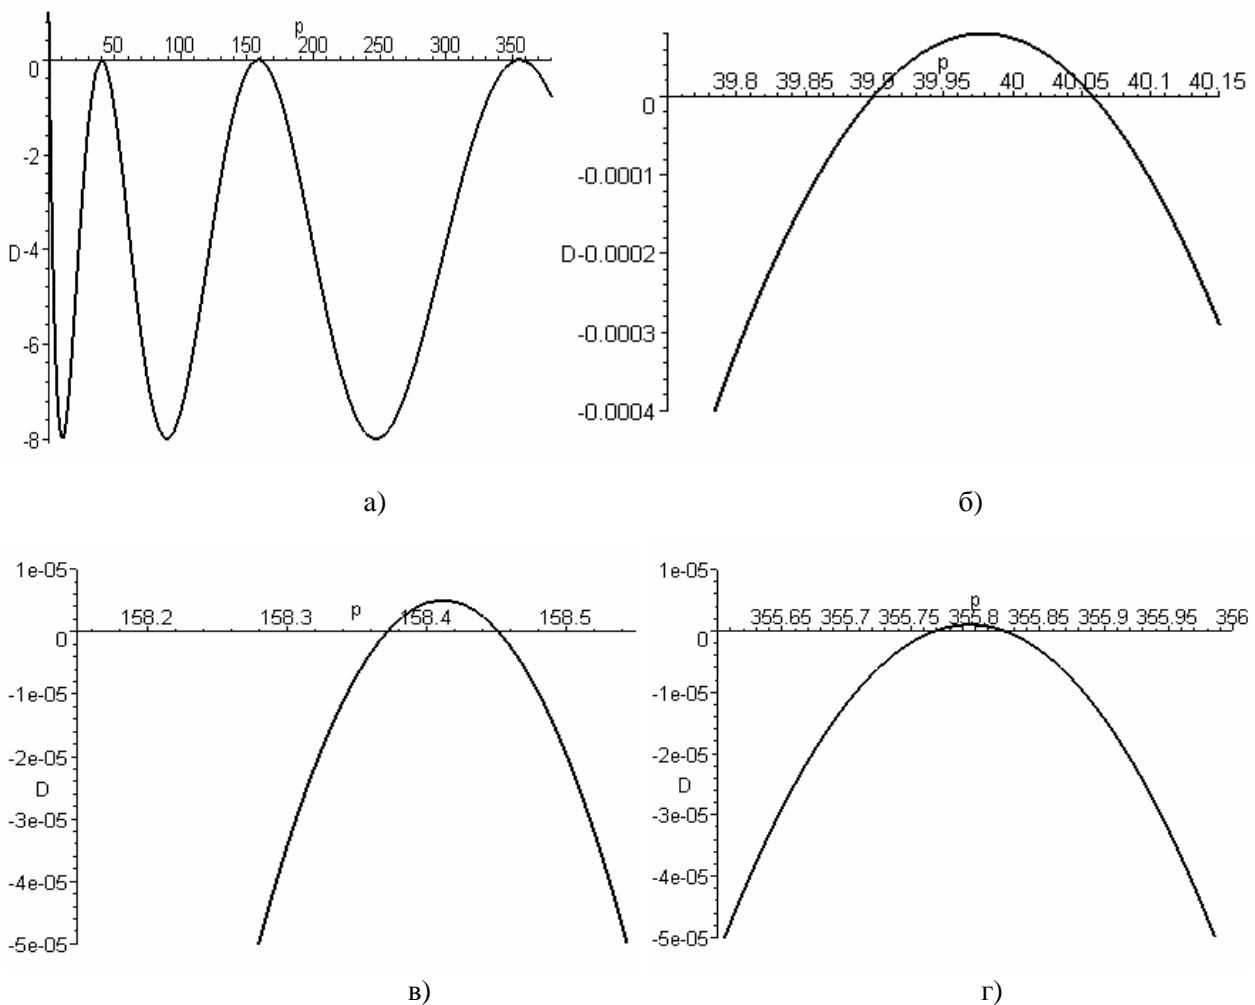 p
50 100 150 200 250 300 350
0
-2
D -4
-6
-8
а)
p
39.8 39.85 39.9 39.95 40 40.05 40.1 40.15
0
-0.0001
D -0.0002
-0.0003
-0.0004
б)
1e-05
p
158.2 158.3 158.4 158.5
0
-1e-05
-2e-05
D
-3e-05
-4e-05
-5e-05
в)
1e-05
p
355.65 355.7 355.75 355.8 355.85 355.9 355.95 356
0
-1e-05
-2e-05
D
-3e-05
-4e-05
-5e-05
г)